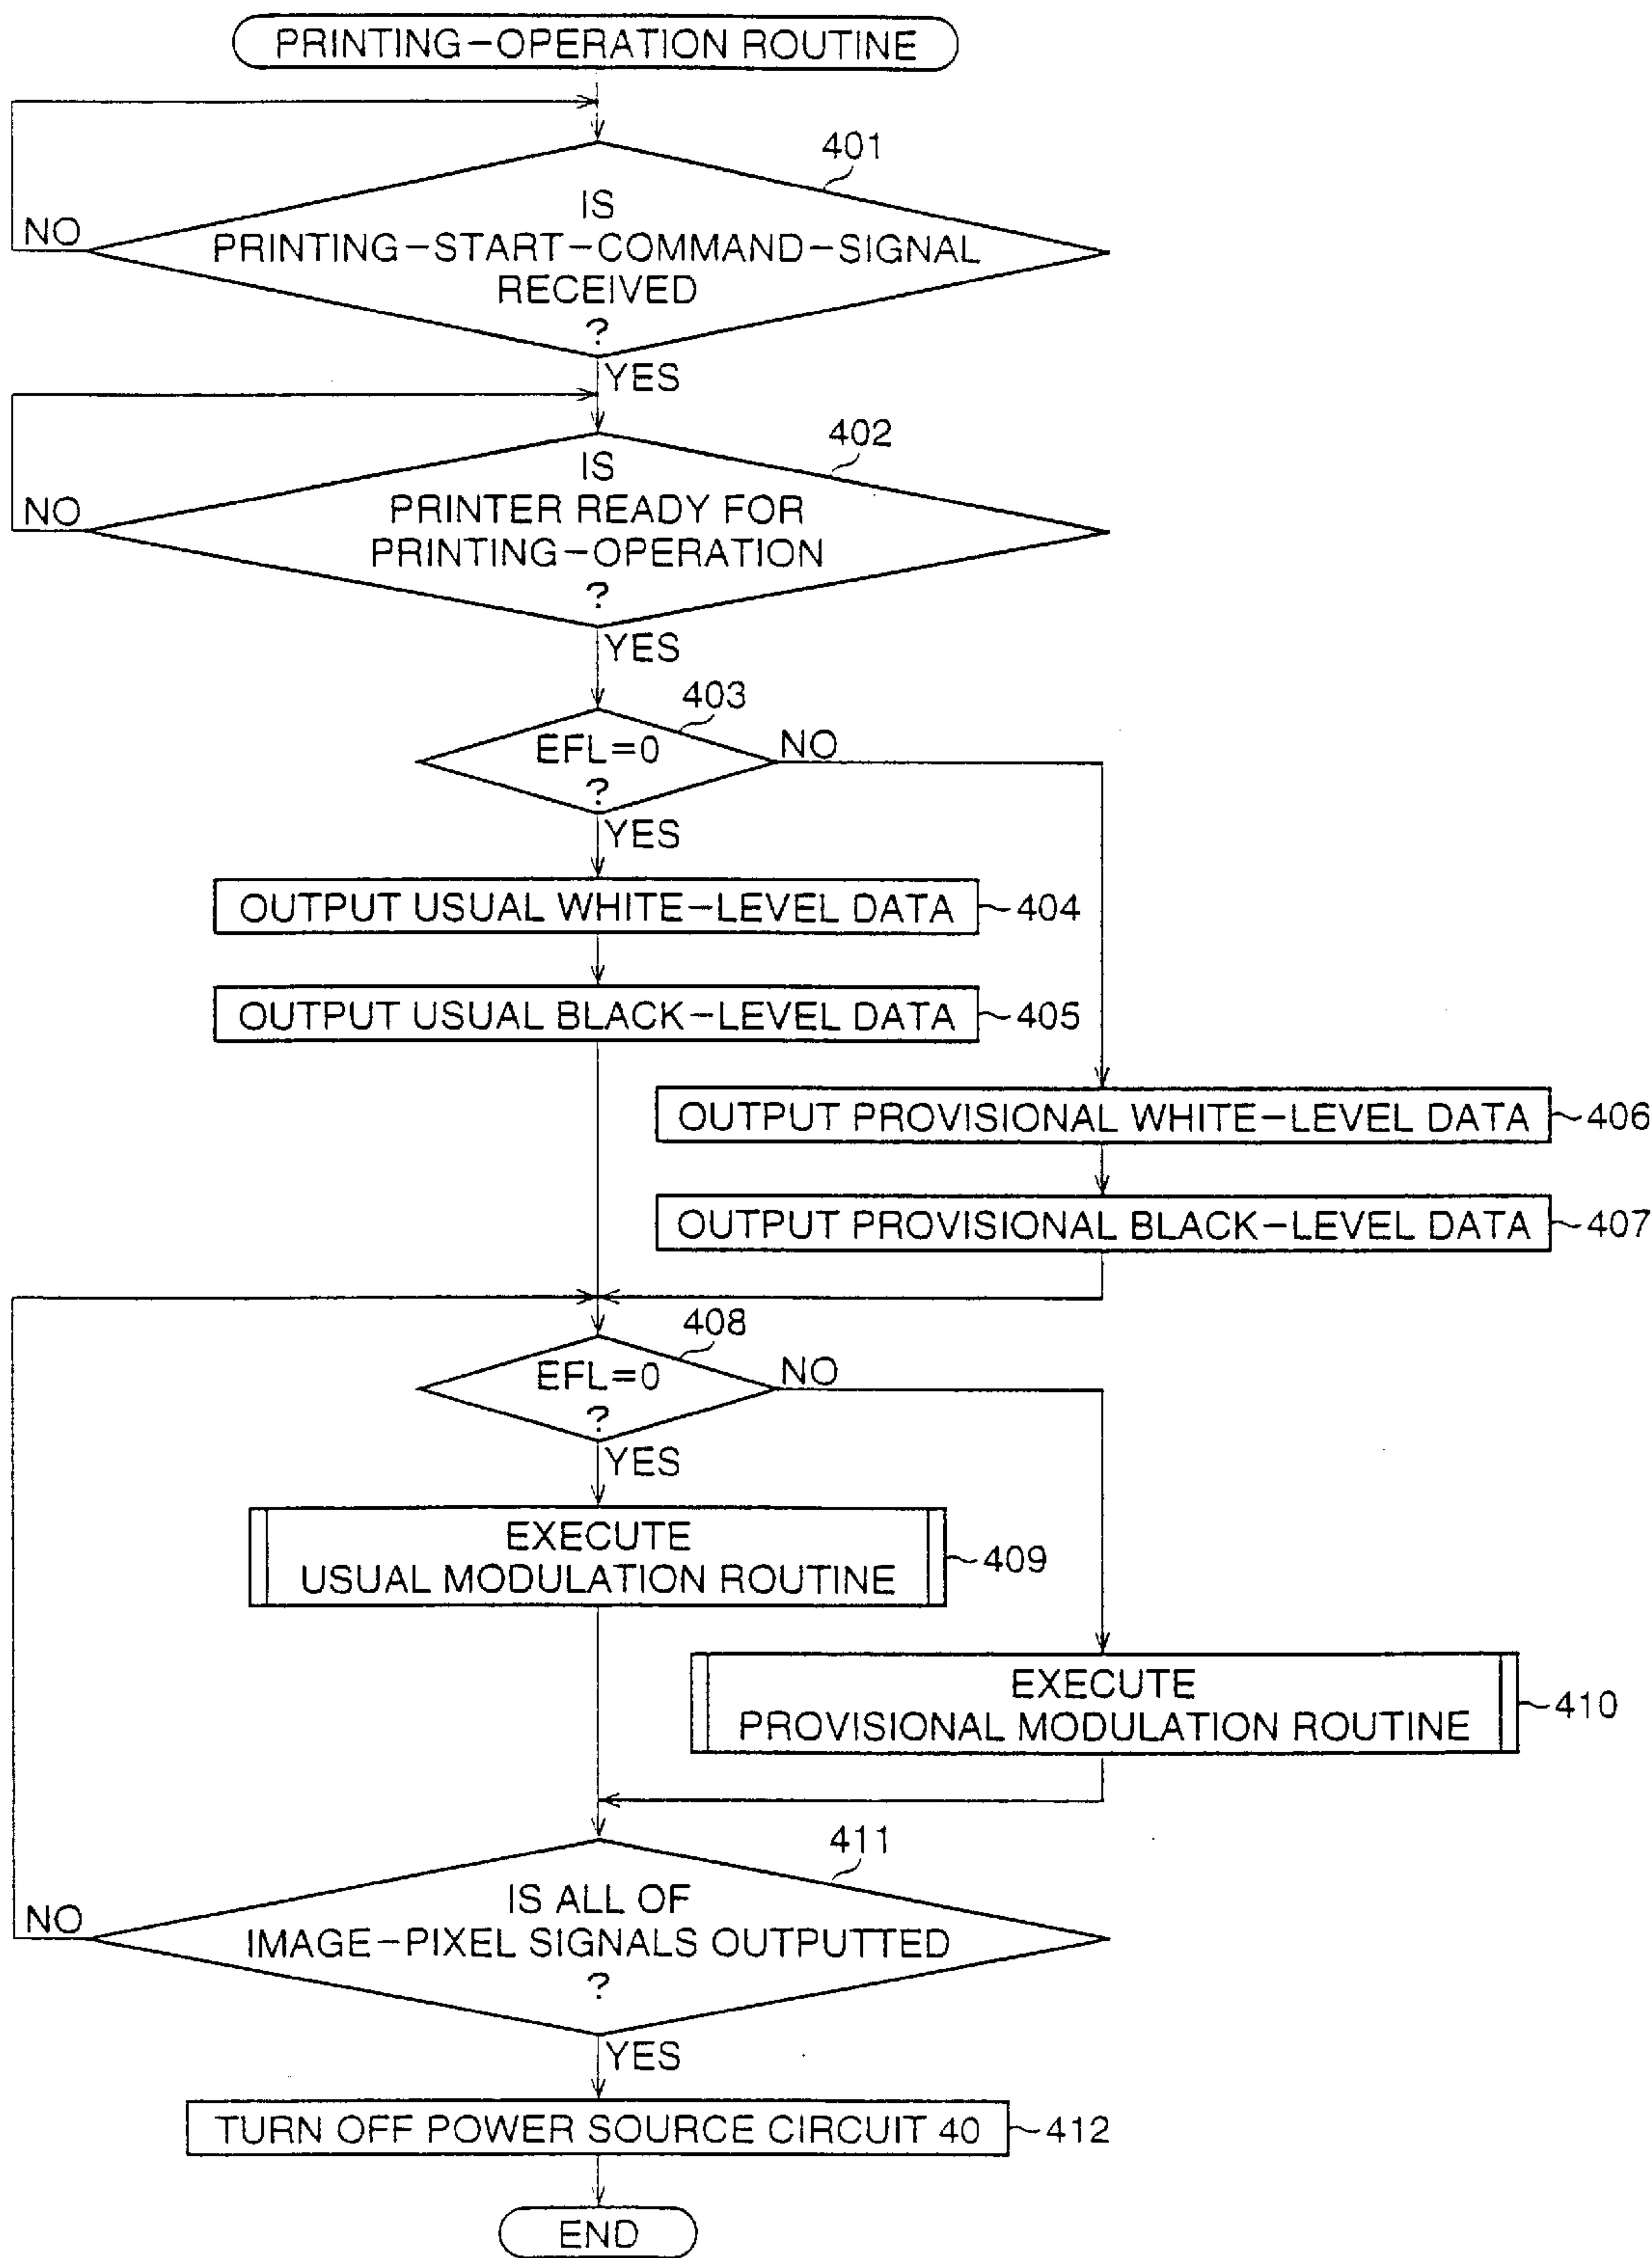 PRINTING-OPERATION ROUTINE
401
IS
PRINTING-START-COMMAND-SIGNAL
RECEIVED
?
NO
YES
402
IS
PRINTER READY FOR
PRINTING-OPERATION
?
NO
YES
403
EFL=0
?
NO
YES
OUTPUT USUAL WHITE-LEVEL DATA
404
OUTPUT USUAL BLACK-LEVEL DATA
405
OUTPUT PROVISIONAL WHITE-LEVEL DATA
406
OUTPUT PROVISIONAL BLACK-LEVEL DATA
407
408
EFL=0
?
NO
YES
EXECUTE
USUAL MODULATION ROUTINE
409
EXECUTE
PROVISIONAL MODULATION ROUTINE
410
411
IS ALL OF
IMAGE-PIXEL SIGNALS OUTPUTTED
?
NO
YES
TURN OFF POWER SOURCE CIRCUIT 40
412
END